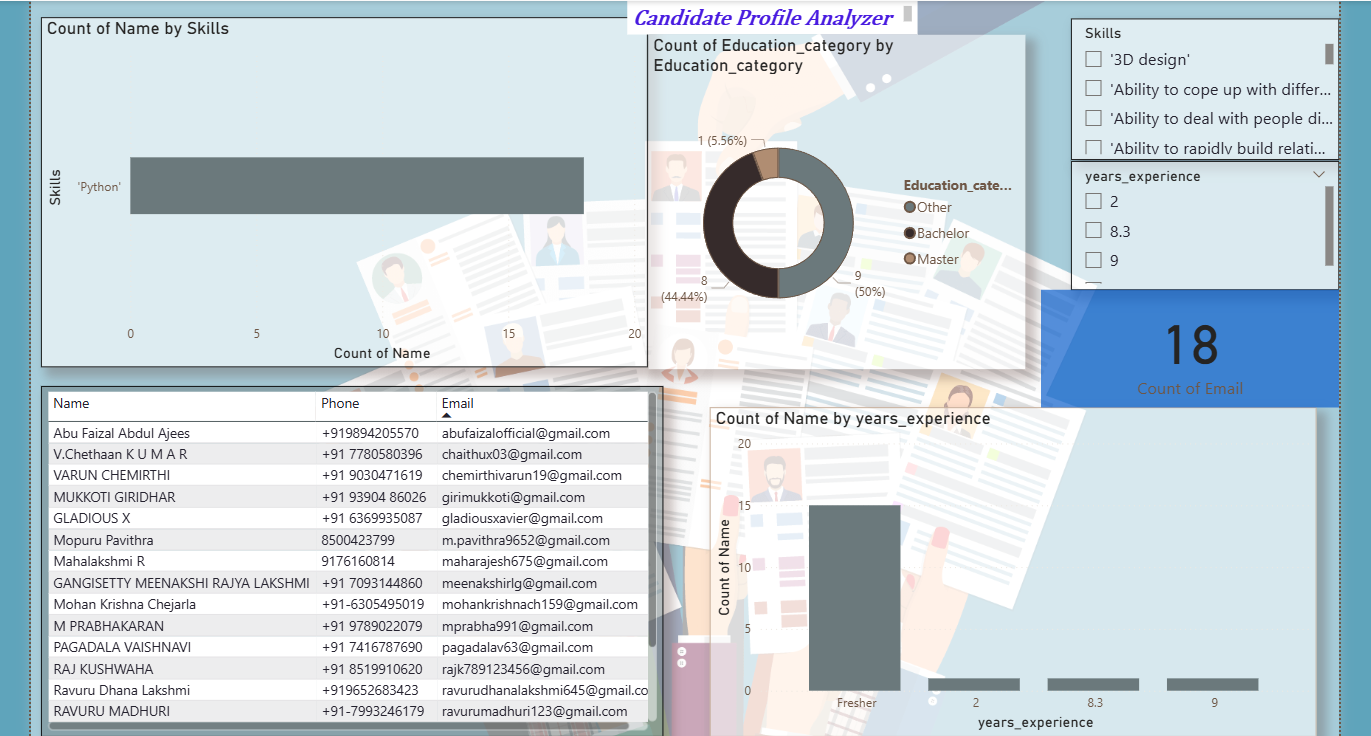 Candidate Profile Analyzer
Count of Name by Skills
Skills
'Python'
0 5 10 15 20
Count of Name
Count of Education_category by
Education_category
1 (5.56%)
8
(44.44%)
9
(50%)
Education_cate...
Other
Bachelor
Master
Skills
'3D design'
'Ability to cope up with differ...
'Ability to deal with people di...
'Ability to rapidly build relati...
years_experience
2
8.3
9
18
Count of Email
Name Phone Email
Abu Faizal Abdul Ajees +919894205570 abufaizalofficial@gmail.com
V.Chethaan K U M A R +91 7780580396 chaithux03@gmail.com
VARUN CHEMIRTHI +91 9030471619 chemirthivarun19@gmail.com
MUKKOTI GIRIDHAR +91 93904 86026 girimukkoti@gmail.com
GLADIOUS X +91 6369935087 gladiousxavier@gmail.com
Mopuru Pavithra 8500423799 m.pavithra9652@gmail.com
Mahalakshmi R 9176160814 maharajesh675@gmail.com
GANGISETTY MEENAKSHI RAJYA LAKSHMI +91 7093144860 meenakshirlg@gmail.com
Mohan Krishna Chejarla +91-6305495019 mohankrishnach159@gmail.com
M PRABHAKARAN +91 9789022079 mprabha991@gmail.com
PAGADALA VAISHNAVI +91 7416787690 pagadalav63@gmail.com
RAJ KUSHWAHA +91 8519910620 rajk789123456@gmail.com
Ravuru Dhana Lakshmi +919652683423 ravurudhanalakshmi645@gmail.co
RAVURU MADHURI +91-7993246179 ravurumadhuri123@gmail.com
Count of Name by years_experience
Count of Name
20
15
10
5
0
Fresher 2 8.3 9
years_experience